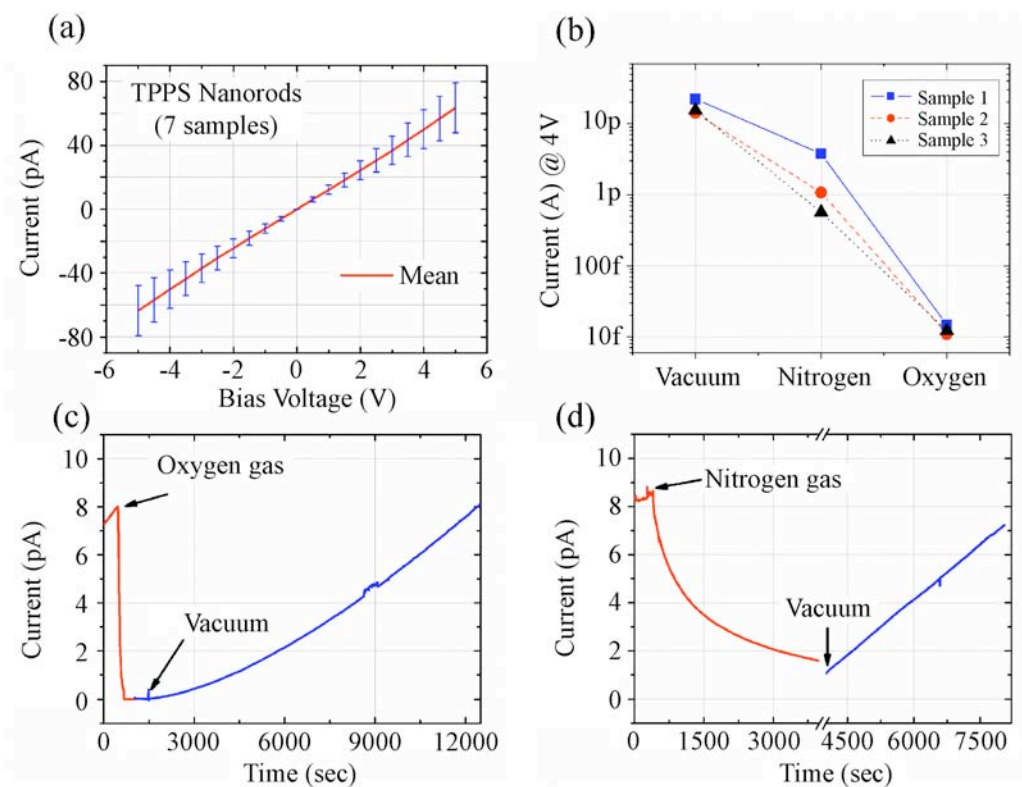 (a)
TPPS Nanorods
(7 samples)
80
40
0
-40
-80
Current (pA)
Mean
-6 -4 -2 0 2 4 6
Bias Voltage (V)
(b)
Sample 1
Sample 2
Sample 3
10p
1p
100f
10f
Current (A) @ 4V
Vacuum Nitrogen Oxygen
(c)
Oxygen gas
Vacuum
10
8
6
4
2
0
Current (pA)
0 3000 6000 9000 12000
Time (sec)
(d)
Nitrogen gas
Vacuum
10
8
6
4
2
0
Current (pA)
0 1500 3000 4500 6000 7500
Time (sec)